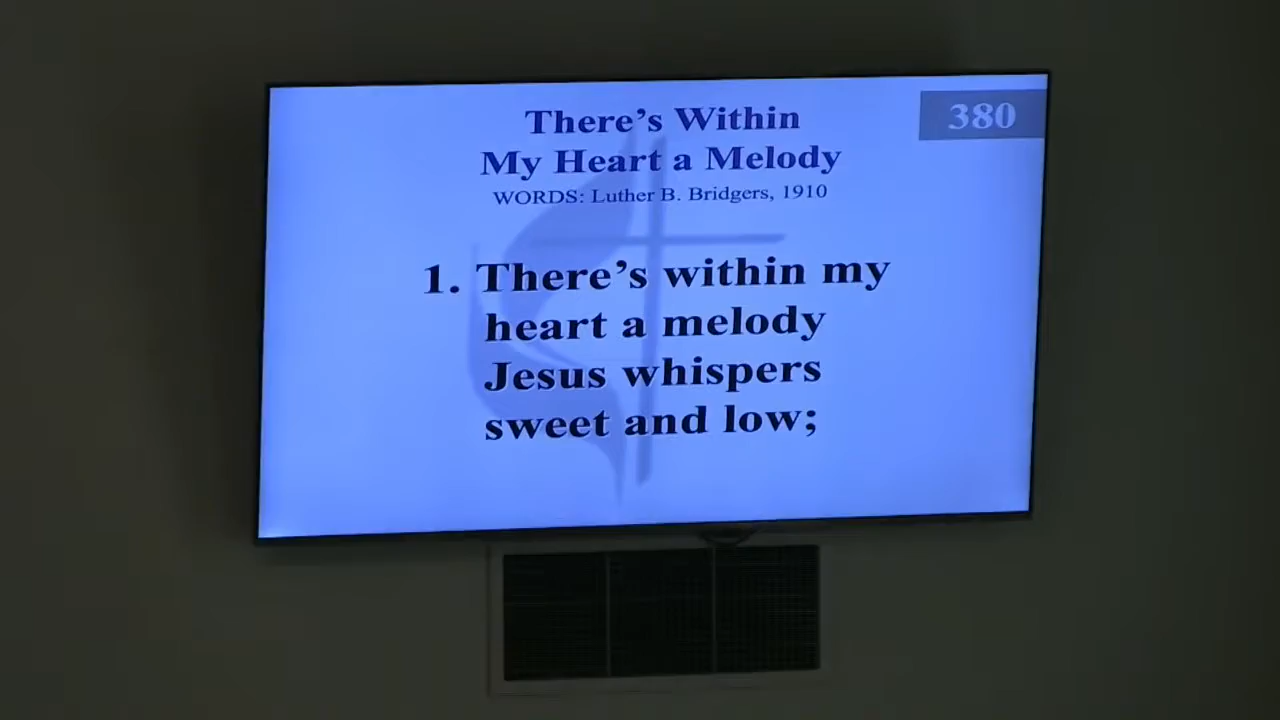 There's Within
My Heart a Melody
380
WORDS: Luther B. Bridgers, 1910
1. There's within my
heart a melody
Jesus whispers
sweet and low;